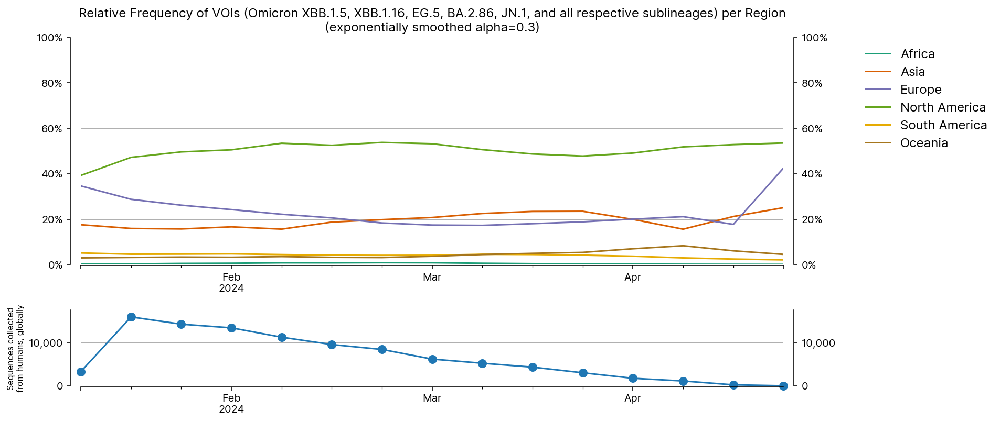 Relative Frequency of VOIs (Omicron XBB.1.5, XBB.1.16, EG.5, BA.2.86, JN.1, and all respective sublineages) per Region
(exponentially smoothed alpha=0.3)
100%
80%
60%
40%
20%
0%
100%
80%
60%
40%
20%
0%
Feb
2024
Mar
Apr
Africa
Asia
Europe
North America
South America
Oceania
Sequences collected
from humans, globally
10,000
0
10,000
0
Feb
2024
Mar
Apr